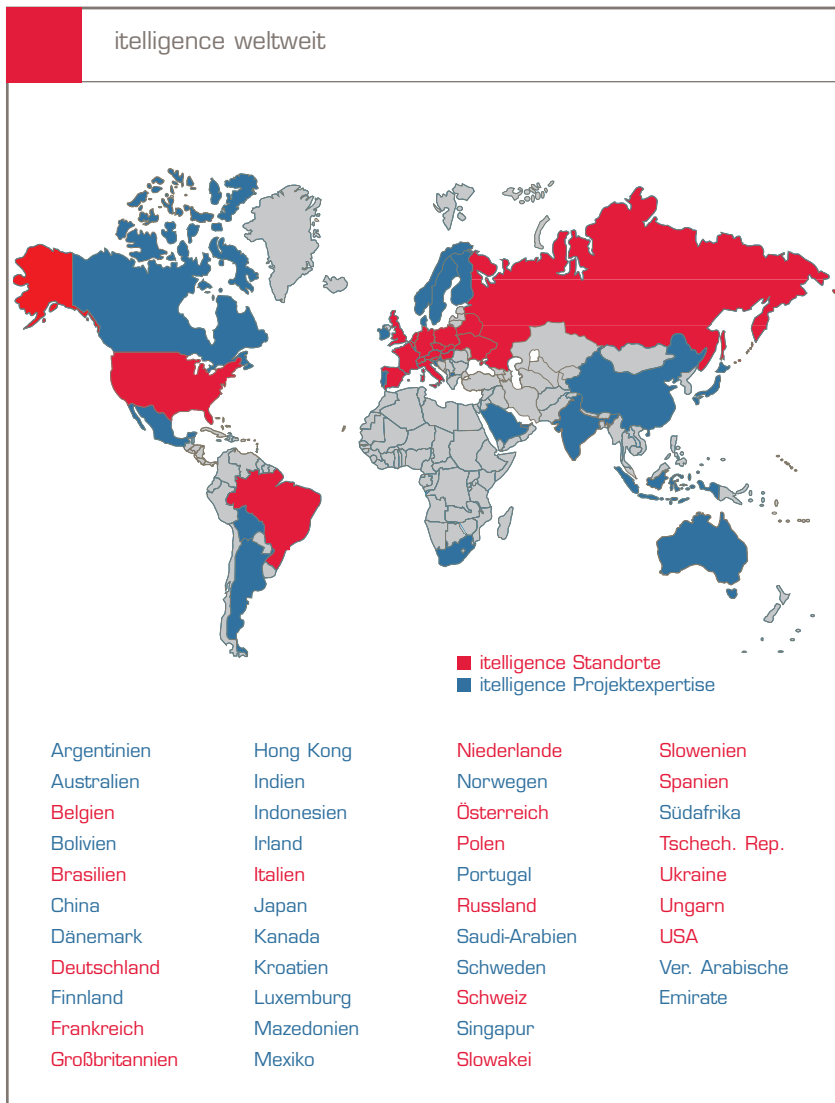 itelligence weltweit
itelligence Standorte
itelligence Projektexpertise
Argentinien
Australien
Belgien
Bolivien
Brasilien
China
Dänemark
Deutschland
Finnland
Frankreich
Großbritannien
Hong Kong
Indien
Indonesien
Irland
Italien
Japan
Kanada
Kroatien
Luxemburg
Mazedonien
Mexiko
Niederlande
Norwegen
Österreich
Polen
Portugal
Russland
Saudi-Arabien
Schweden
Schweiz
Singapur
Slowakei
Slowenien
Spanien
Südafrika
Tschech. Rep.
Ukraine
Ungarn
USA
Ver. Arabische
Emirate